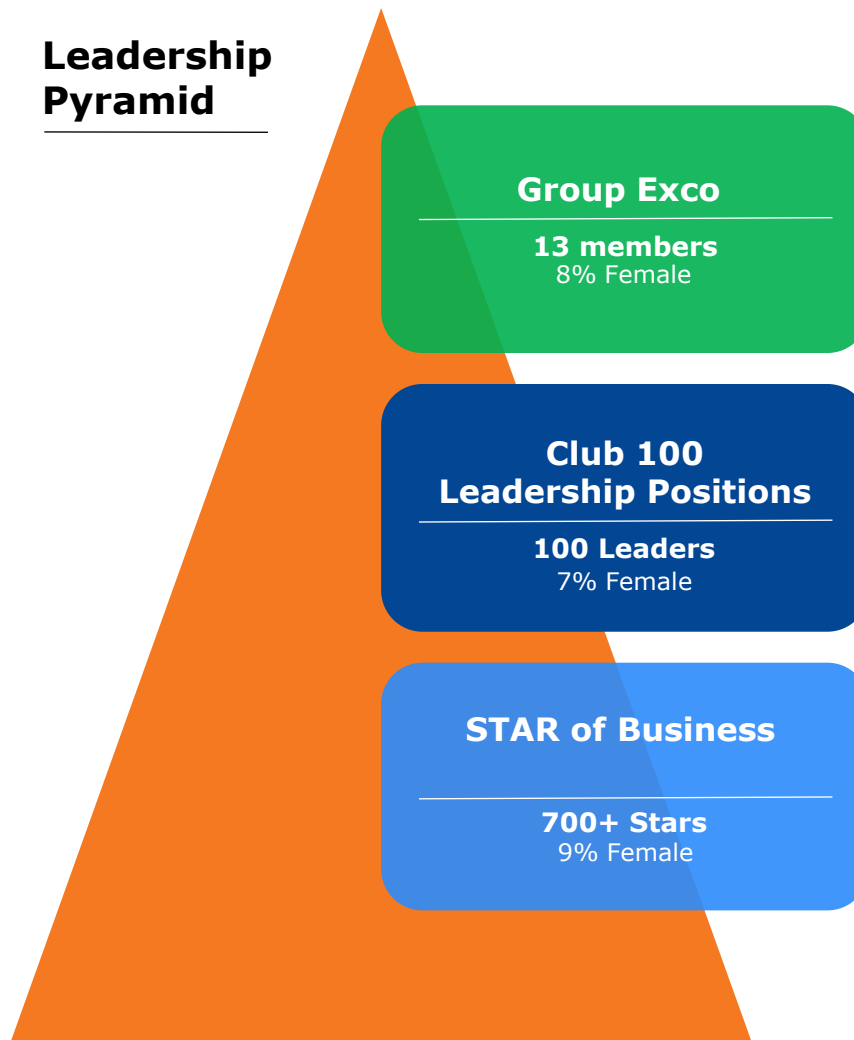 Leadership
Pyramid
Group Exco
13 members
8% Female
Club 100
Leadership Positions
100 Leaders
7% Female
STAR of Business
700+ Stars
9% Female